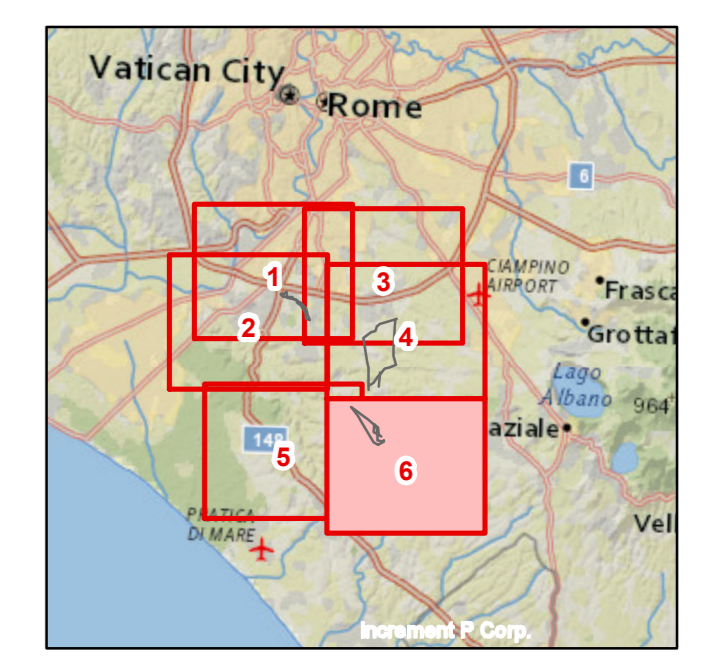 Vatican City
Rome
6
CIAMPINO
AIRPORT
1
3
Frasca
2
4
Grottaf
Lago
Albano
964
148
aziale
5
6
PRATICA
DI MARE
Vell
Increment P Corp.